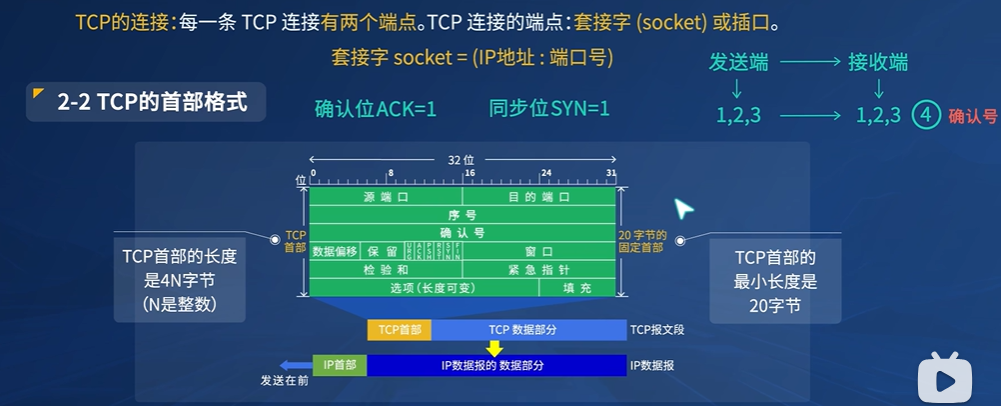 TCP的连接：每一条 TCP 连接有两个端点。TCP 连接的端点：套接字 (socket) 或插口。
套接字 socket = (IP地址 : 端口号)
发送端
接收端
2-2 TCP的首部格式
确认位ACK=1
同步位SYN=1
1,2,3
1,2,3
4
确认号
32 位
位
0
8
16
24
31
源 端 口
目 的 端 口
序 号
确 认 号
数据偏移
保 留
URG
ACK
PSH
RST
SYN
FIN
窗 口
检 验 和
紧 急 指 针
选项（长度可变）
填 充
TCP
首部
20 字节的
固定首部
TCP首部的长度
是4N字节
（N是整数）
TCP首部的
最小长度是
20字节
TCP首部
TCP 数据部分
TCP报文段
IP首部
IP数据报的 数据部分
IP数据报
发送在前